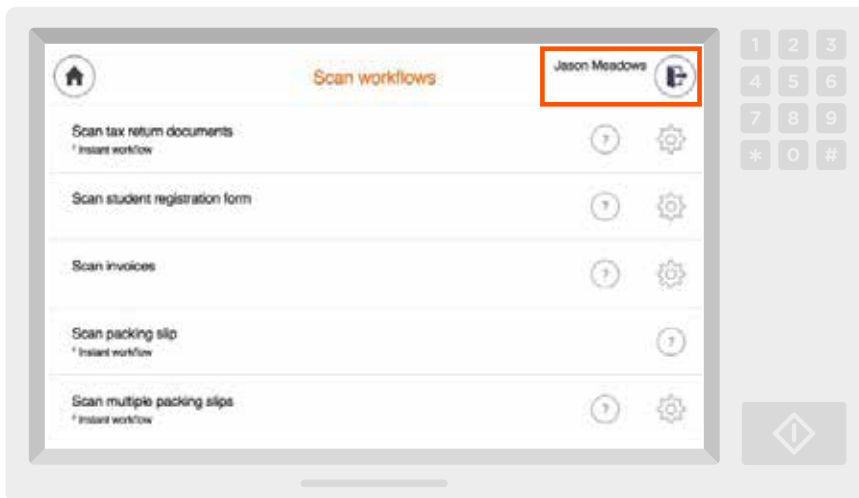 Scan workflows
Jason Meadows
Scan tax return documents
* Instant workflow
?
Scan student registration form
?
Scan invoices
?
Scan packing slip
* Instant workflow
?
Scan multiple packing slips
* Instant workflow
?
1 2 3
4 5 6
7 8 9
* 0 #